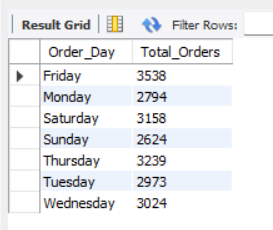 Result Grid Filter Rows:
Order_Day Total_Orders
Friday 3538
Monday 2794
Saturday 3158
Sunday 2624
Thursday 3239
Tuesday 2973
Wednesday 3024